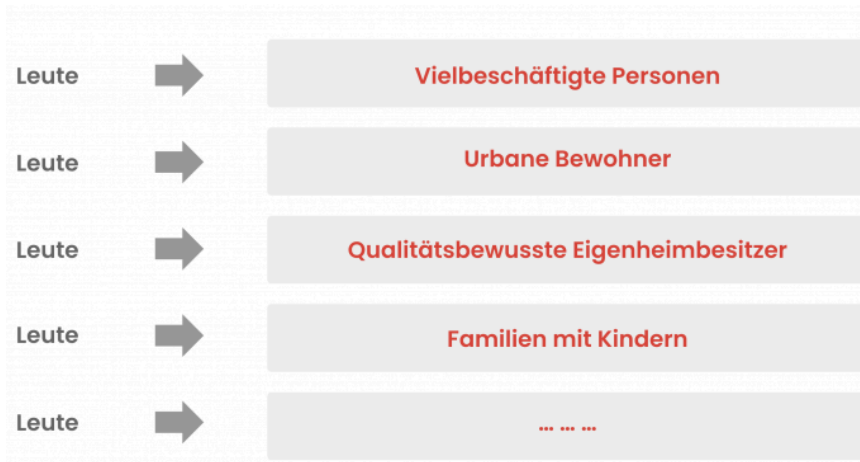 Leute Vielbeschäftigte Personen
Leute Urbane Bewohner
Leute Qualitätsbewusste Eigenheimbesitzer
Leute Familien mit Kindern
Leute ... ... ...